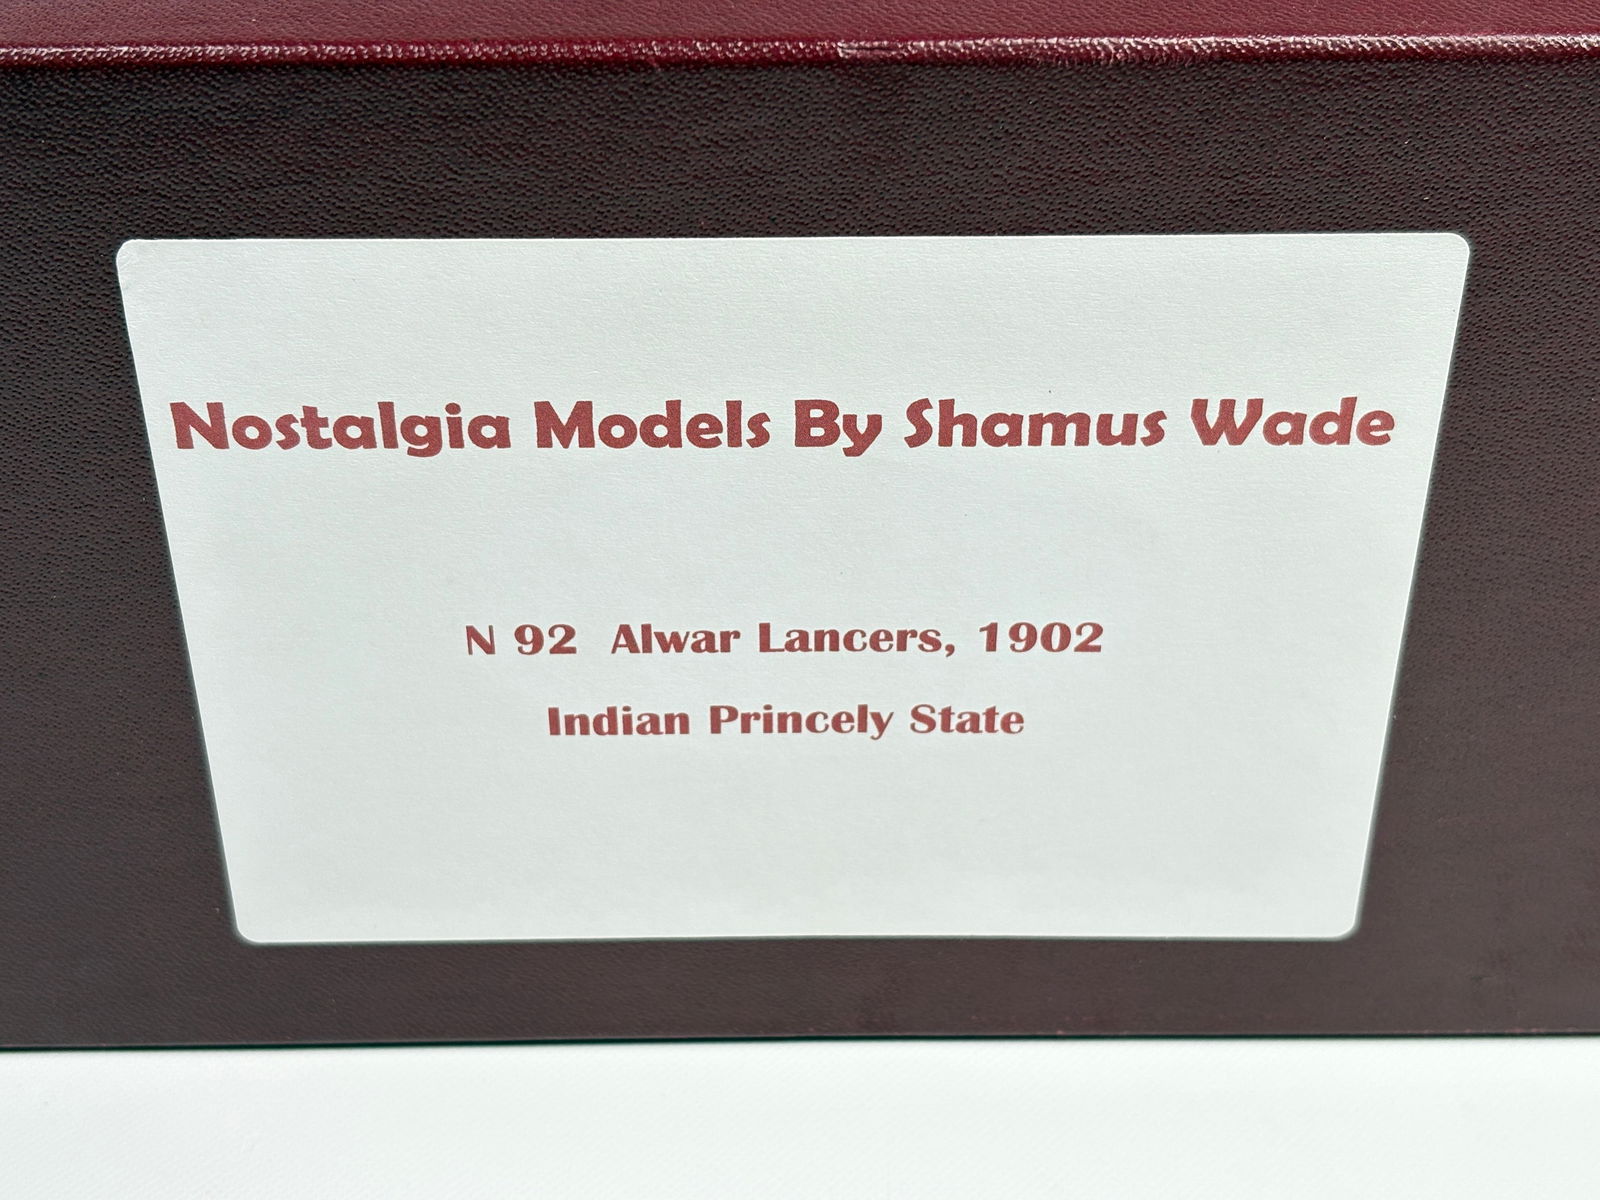 Nostalgia Models By Shamus Wade
N 92 Alwar Lancers, 1902
Indian Princely State